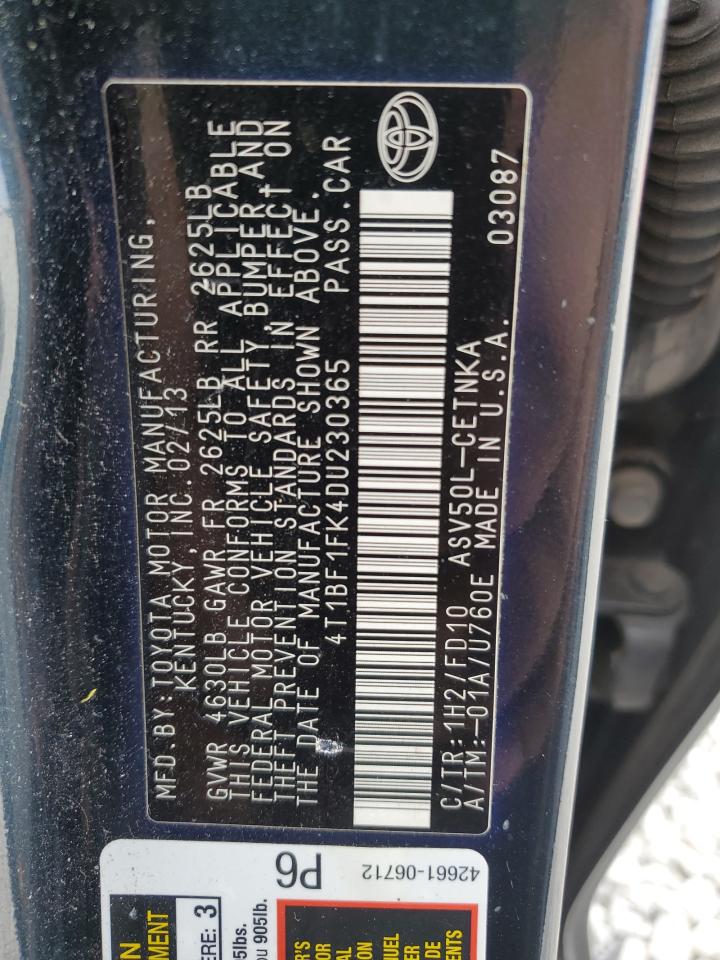 MFD.BY:TOYOTA MOTOR MANUFACTURING,
KENTUCKY, INC. 02/13
GVWR 4630LB GAWR FR 2625LB RR 2625LB
THIS VEHICLE CONFORMS TO ALL APPLICABLE
FEDERAL MOTOR VEHICLE SAFETY, BUMPER AND
THEFT PREVENTION STANDARDS IN EFFECT ON
THE DATE OF MANUFACTURE SHOWN ABOVE.
4T1BF1FK4DU230365 PASS.CAR
C/TR:1H2/FD10 ASV50L-CETNKA
A/TM:-01A/U760E MADE IN U.S.A. 03087
P6
42661-06712
3
905lb.